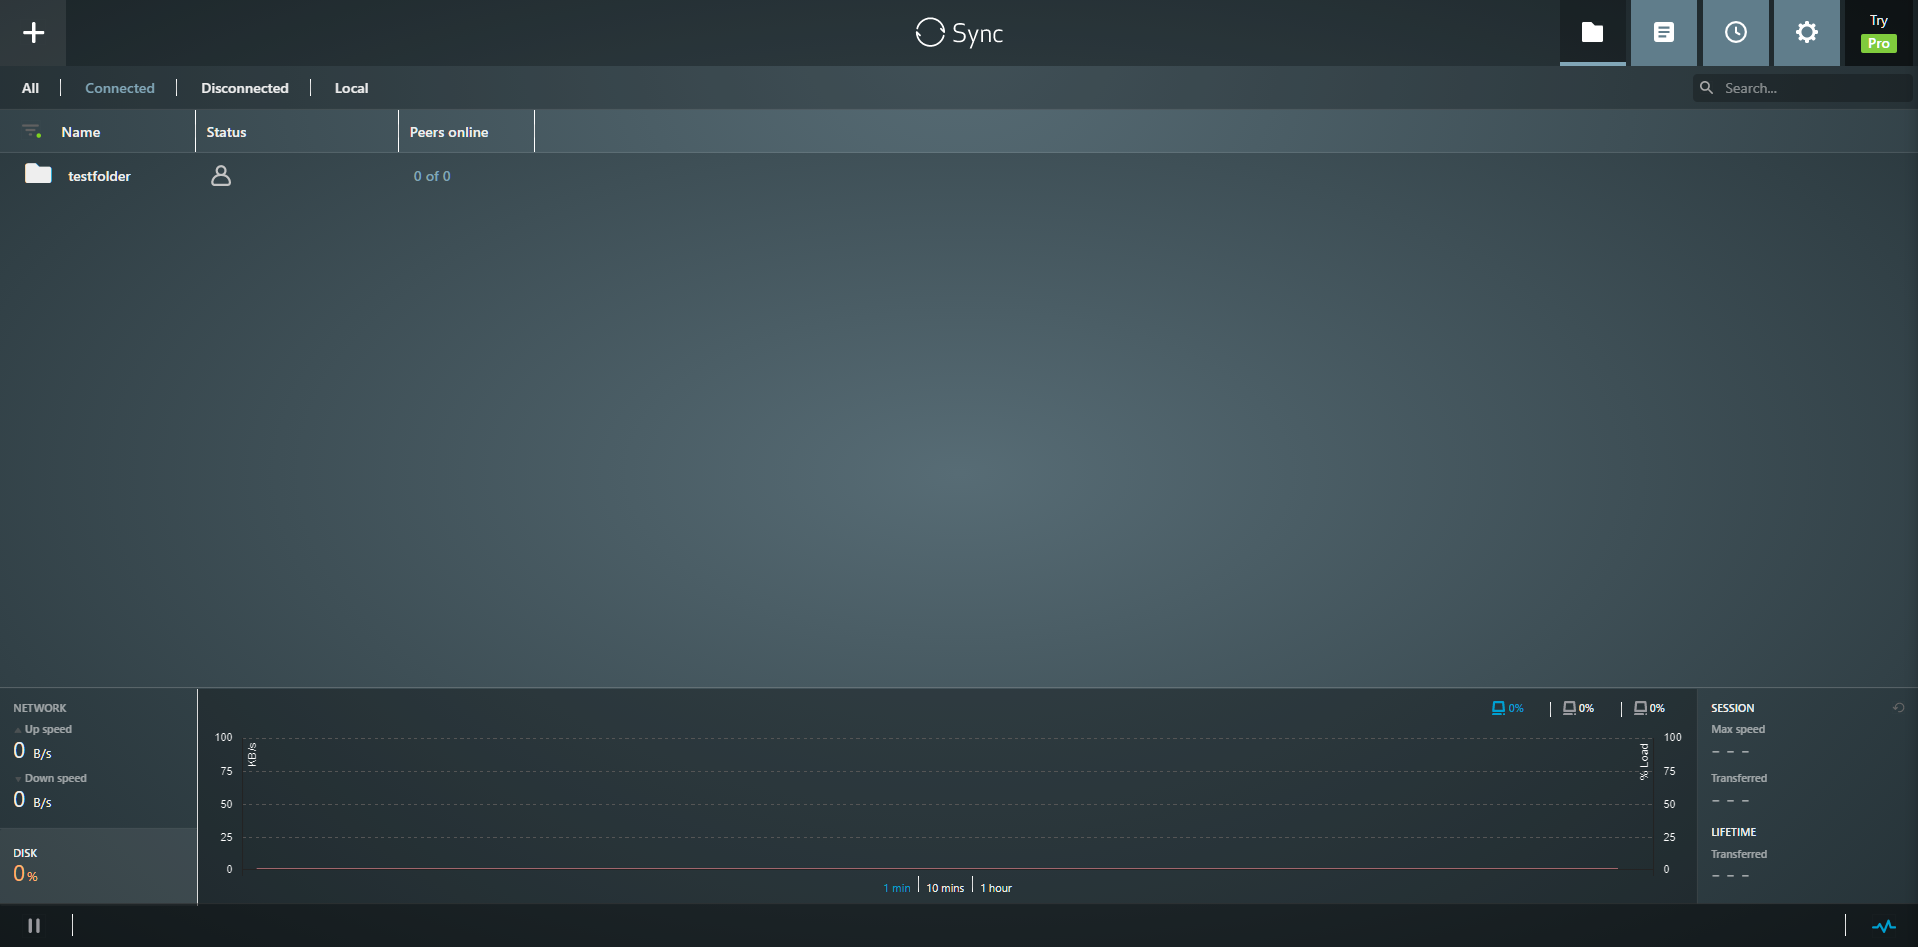 Sync
Try
Pro
All
Connected
Disconnected
Local
Search...
Name
Status
Peers online
testfolder
0 of 0
NETWORK
Up speed
0 B/s
Down speed
0 B/s
DISK
0%
0%
0%
0%
100
75
50
25
0
KB/s
% Load
100
75
50
25
0
1 min
10 mins
1 hour
SESSION
Max speed
- - -
Transferred
- - -
LIFETIME
Transferred
- - -